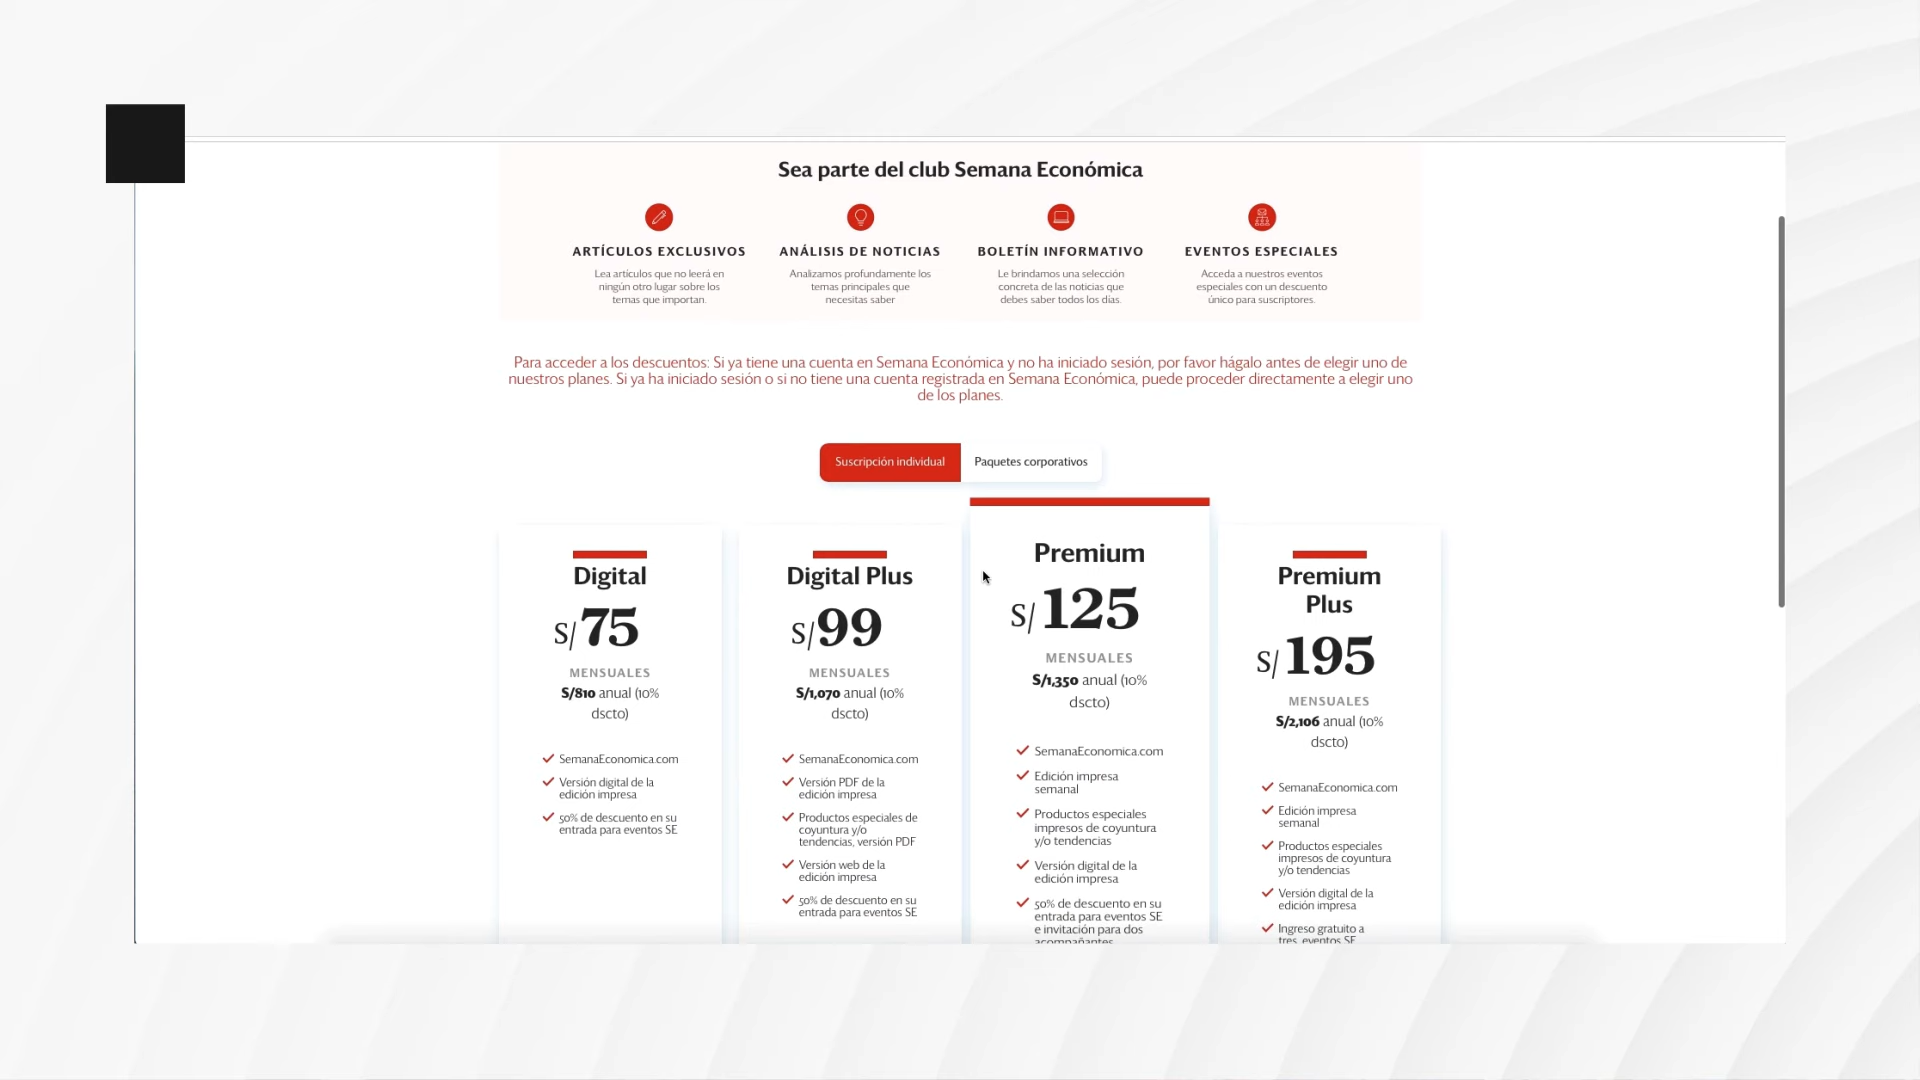 Sea parte del club Semana Económica
ARTÍCULOS EXCLUSIVOS
Lea artículos que no leerá en
ningún otro lugar sobre los
temas que importan.
ANÁLISIS DE NOTICIAS
Analizamos profundamente los
temas principales que
necesitas saber
BOLETÍN INFORMATIVO
Le brindamos una selección
concreta de las noticias que
debes saber todos los días.
EVENTOS ESPECIALES
Acceda a nuestros eventos
especiales con un descuento
único para suscriptores.
Para acceder a los descuentos: Si ya tiene una cuenta en Semana Económica y no ha iniciado sesión, por favor hágalo antes de elegir uno de
nuestros planes. Si ya ha iniciado sesión o si no tiene una cuenta registrada en Semana Económica, puede proceder directamente a elegir uno
de los planes.
Suscripción individual
Paquetes corporativos
Digital
S/75
MENSUALES
S/810 anual (10%
dscto)
SemanaEconomica.com
Versión digital de la
edición impresa
50% de descuento en su
entrada para eventos SE
Digital Plus
S/99
MENSUALES
S/1,070 anual (10%
dscto)
SemanaEconomica.com
Versión PDF de la
edición impresa
Productos especiales de
coyuntura y/o
tendencias, versión PDF
Versión web de la
edición impresa
50% de descuento en su
entrada para eventos SE
Premium
S/125
MENSUALES
S/1,350 anual (10%
dscto)
SemanaEconomica.com
Edición impresa
semanal
Productos especiales
impresos de coyuntura
y/o tendencias
Versión digital de la
edición impresa
50% de descuento en su
entrada para eventos SE
e invitación para dos
acompañantes
Premium
Plus
S/195
MENSUALES
S/2,106 anual (10%
dscto)
SemanaEconomica.com
Edición impresa
semanal
Productos especiales
impresos de coyuntura
y/o tendencias
Versión digital de la
edición impresa
Ingreso gratuito a
tres eventos SE